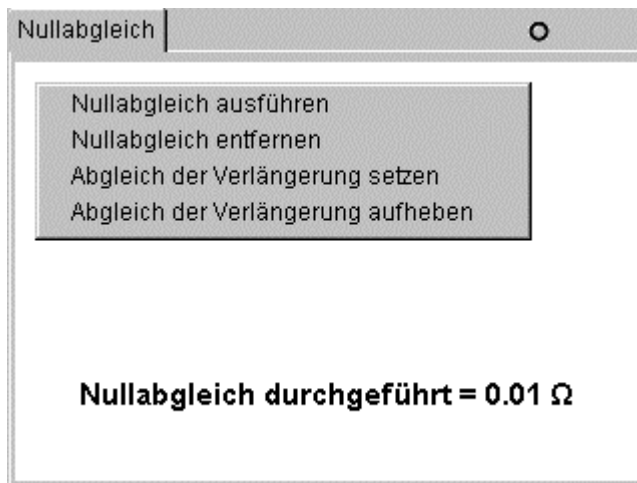 Nullabgleich
Nullabgleich ausführen
Nullabgleich entfernen
Abgleich der Verlängerung setzen
Abgleich der Verlängerung aufheben
Nullabgleich durchgeführt = 0.01 Ω